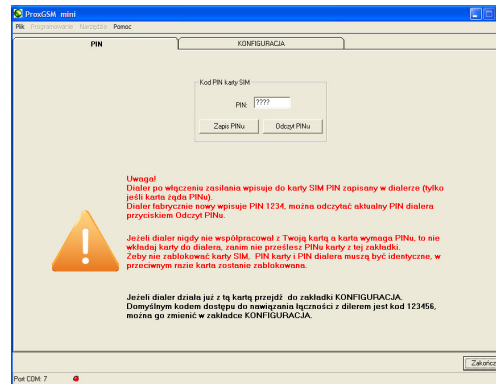 ProxGSM mini
Plik Programowanie Narzędzia Pomoc
PIN KONFIGURACJA
Kod PIN karty SIM
PIN: ????
Zapis PINu Odczyt PINu
Uwaga!
Dialer po włączeniu zasilania wpisuje do karty SIM PIN zapisany w dialerze (tylko
jeśli karta żąda PINu).
Dialer fabrycznie nowy wpisuje PIN 1234, można odczytać aktualny PIN dialera
przyciskiem Odczyt PINu.
Jeżeli dialer nigdy nie współpracował z Twoją kartą a karta wymaga PINu, to nie
wkładaj karty do dialera, zanim nie prześlesz PINu karty z tej zakładki.
Żeby nie zablokować karty SIM, PIN karty i PIN dialera muszą być identyczne, w
przeciwnym razie karta zostanie zablokowana.
Jeżeli dialer działa już z tą kartą przejdź do zakładki KONFIGURACJA.
Domyślnym kodem dostępu do nawiązania łączności z dilerem jest kod 123456,
można go zmienić w zakładce KONFIGURACJA.
Zakończ
Port COM: 7